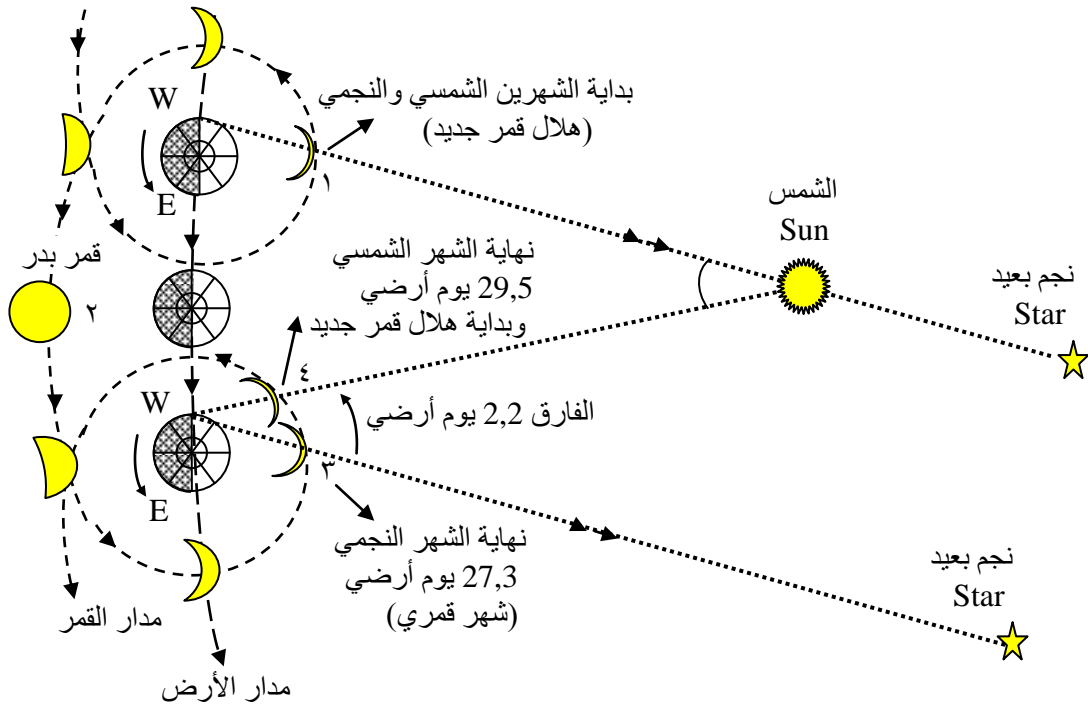 W
بداية الشهرين الشمسي والنجمي
(هلال قمر جديد)
١
E
الشمس
Sun
نجم بعيد
Star
نهاية الشهر الشمسي
29,5 يوم أرضي
وبداية هلال قمر جديد
قمر بدر
٢
٤
W
الفارق 2,2 يوم أرضي
٣
E
نهاية الشهر النجمي
27,3 يوم أرضي
(شهر قمري)
نجم بعيد
Star
مدار القمر
مدار الأرض